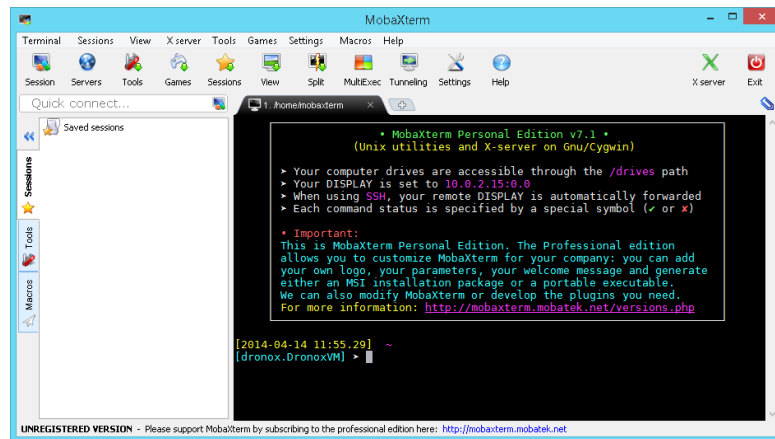 MobaXterm
Terminal Sessions View X server Tools Games Settings Macros Help
Session Servers Tools Games Sessions View Split MultiExec Tunneling Settings Help X server Exit
Quick connect...
1. /home/mobaxterm
Saved sessions
Sessions
Tools
Macros
• MobaXterm Personal Edition v7.1 •
(Unix utilities and X-server on Gnu/Cygwin)
➤ Your computer drives are accessible through the /drives path
➤ Your DISPLAY is set to 10.0.2.15:0.0
➤ When using SSH, your remote DISPLAY is automatically forwarded
➤ Each command status is specified by a special symbol (✔ or ✘)
• Important:
This is MobaXterm Personal Edition. The Professional edition
allows you to customize MobaXterm for your company: you can add
your own logo, your parameters, your welcome message and generate
either an MSI installation package or a portable executable.
We can also modify MobaXterm or develop the plugins you need.
For more information: http://mobaxterm.mobatek.net/versions.php
[2014-04-14 11:55.29] ~
[dronox.DronoxVM] ➤
UNREGISTERED VERSION - Please support MobaXterm by subscribing to the professional edition here: http://mobaxterm.mobatek.net